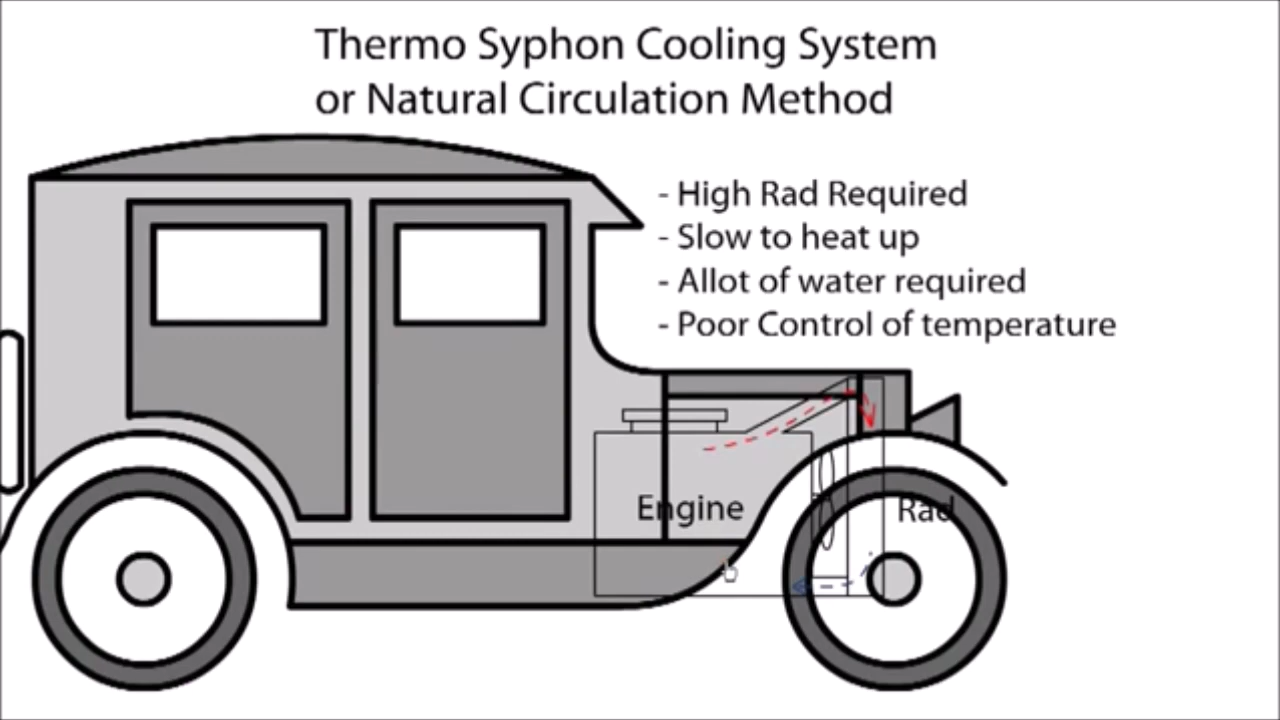 Thermo Syphon Cooling System
or Natural Circulation Method
- High Rad Required
- Slow to heat up
- Allot of water required
- Poor Control of temperature
Engine
Rad